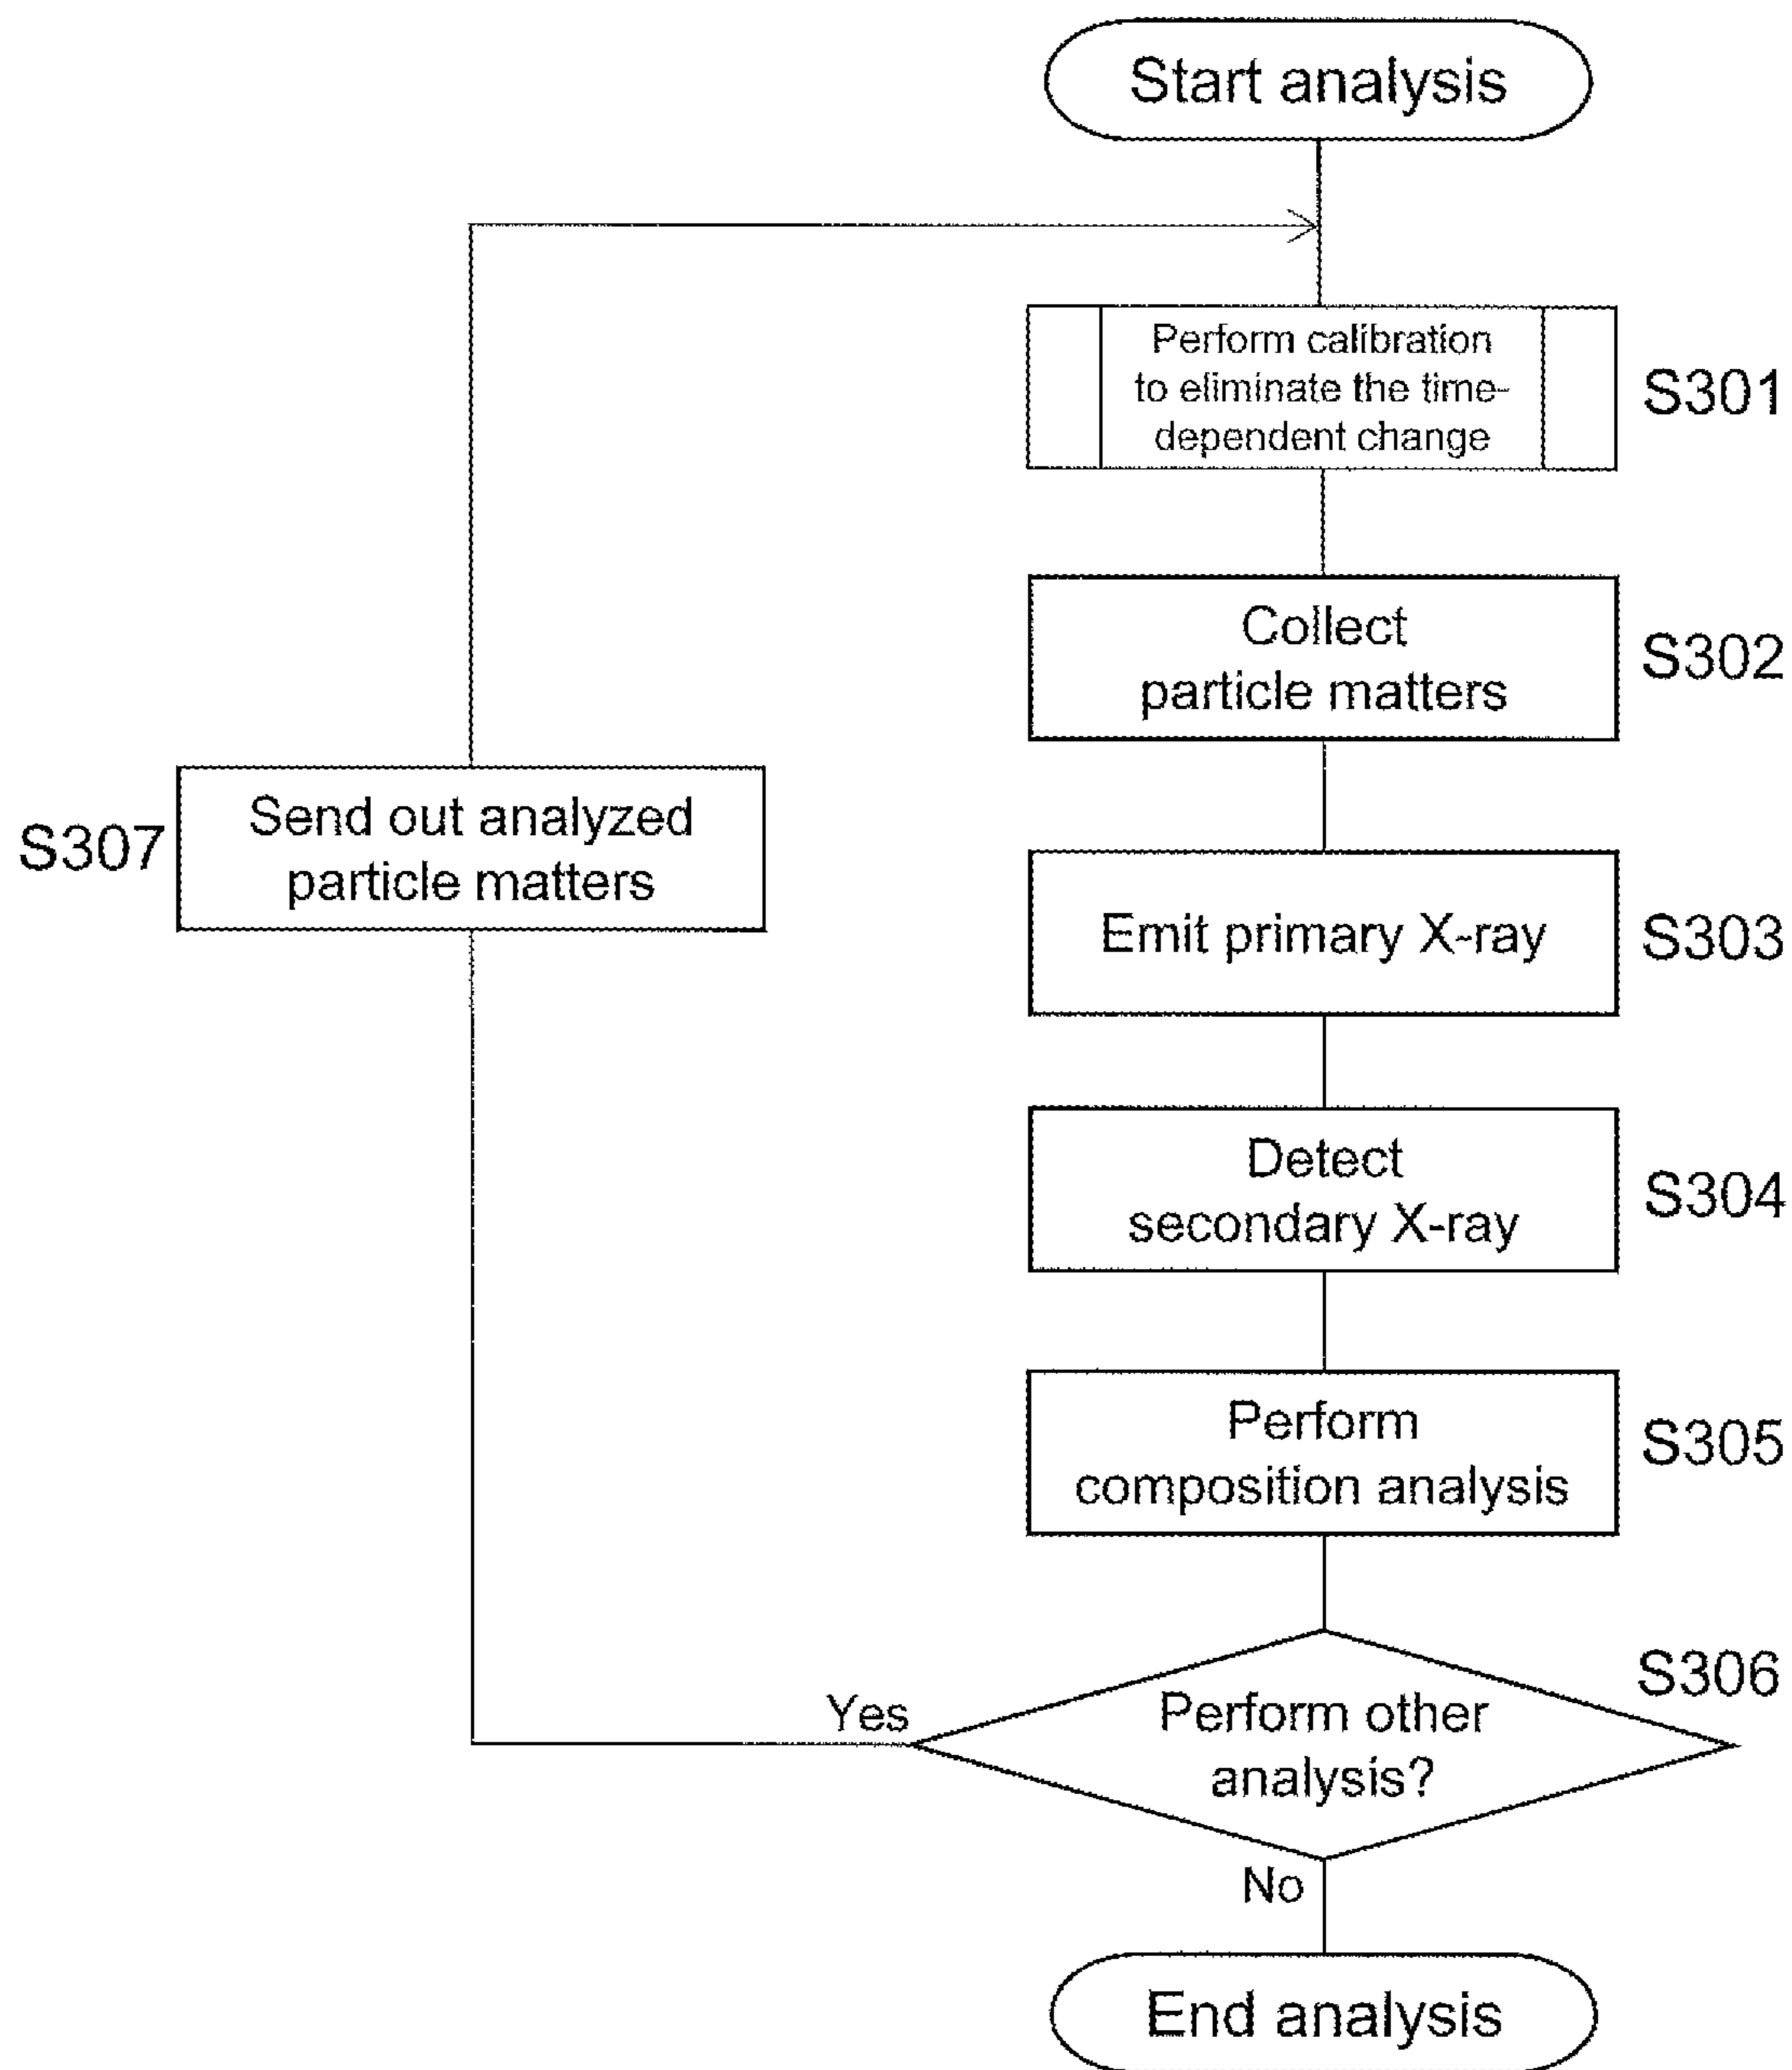 Start analysis
Perform calibration
to eliminate the time-
dependent change
S301
Collect
particle matters
S302
S307
Send out analyzed
particle matters
Emit primary X-ray
S303
Detect
secondary X-ray
S304
Perform
composition analysis
S305
S306
Yes
Perform other
analysis?
No
End analysis